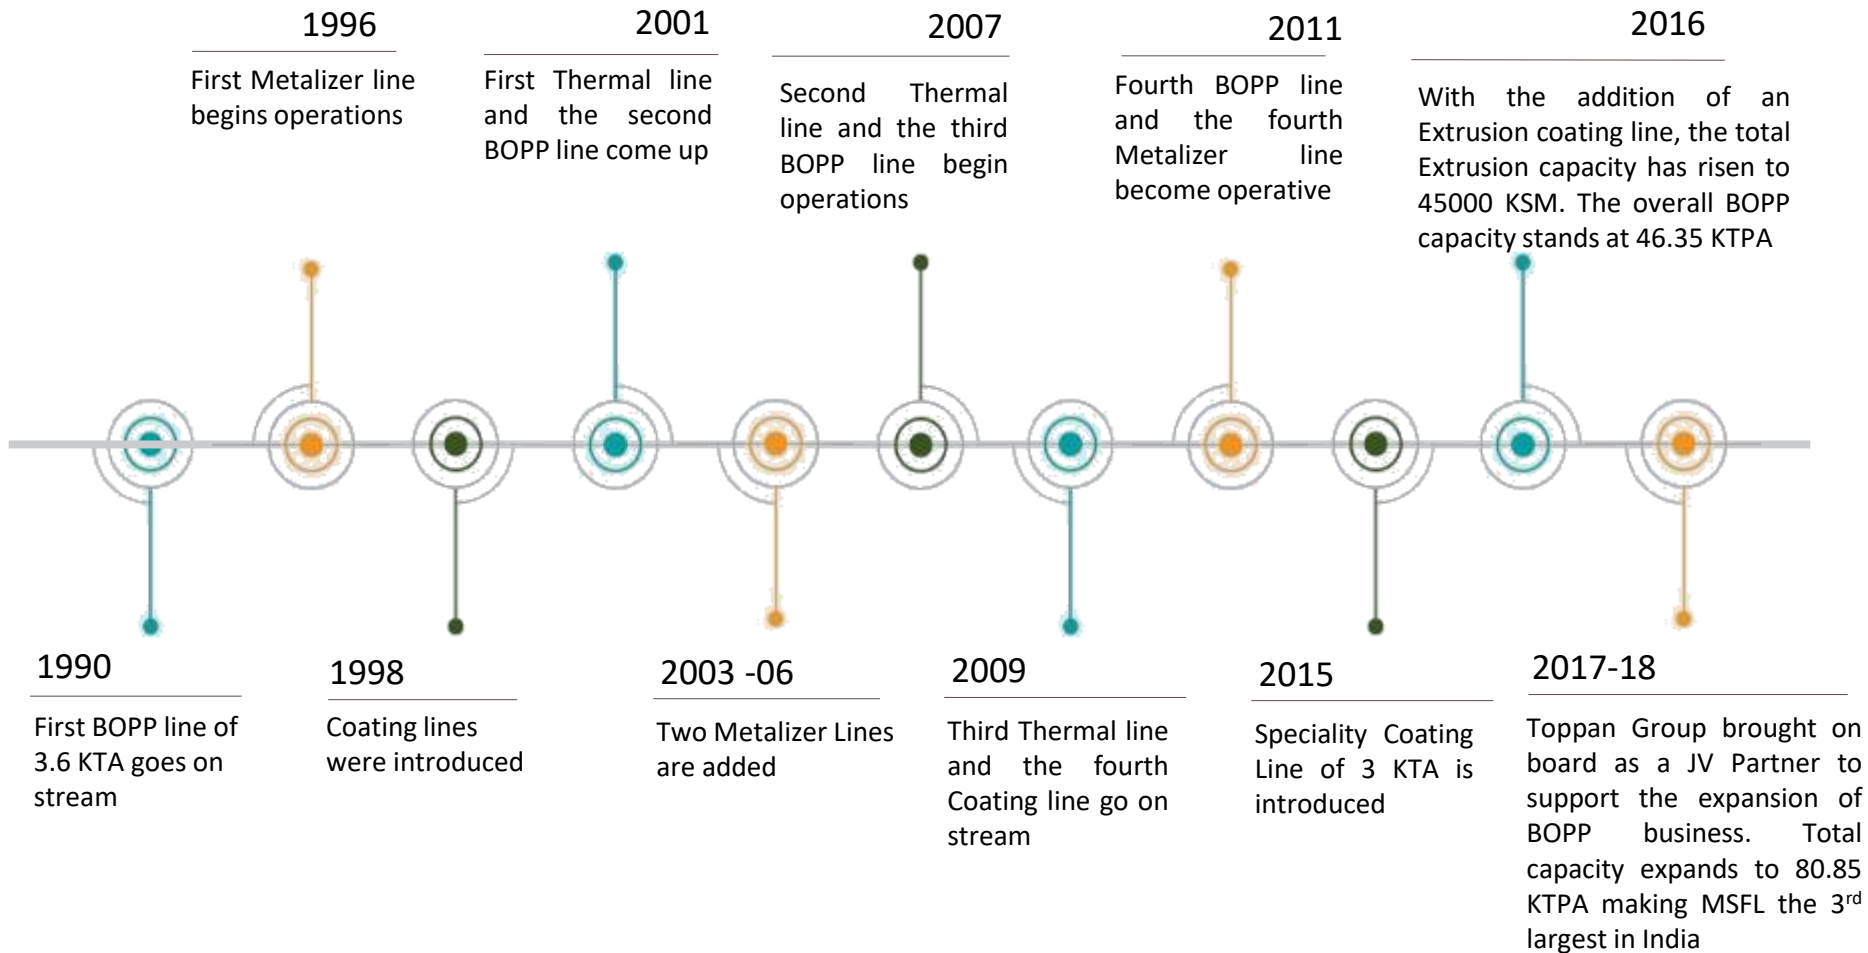 1996
First Metalizer line
begins operations
2001
First Thermal line
and the second
BOPP line come up
2007
Second Thermal
line and the third
BOPP line begin
operations
2011
Fourth BOPP line
and the fourth
Metalizer line
become operative
2016
With the addition of an
Extrusion coating line, the total
Extrusion capacity has risen to
45000 KSM. The overall BOPP
capacity stands at 46.35 KTPA
1990
First BOPP line of
3.6 KTA goes on
stream
1998
Coating lines
were introduced
2003 -06
Two Metalizer Lines
are added
2009
Third Thermal line
and the fourth
Coating line go on
stream
2015
Speciality Coating
Line of 3 KTA is
introduced
2017-18
Toppan Group brought on
board as a JV Partner to
support the expansion of
BOPP business. Total
capacity expands to 80.85
KTPA making MSFL the 3rd
largest in India